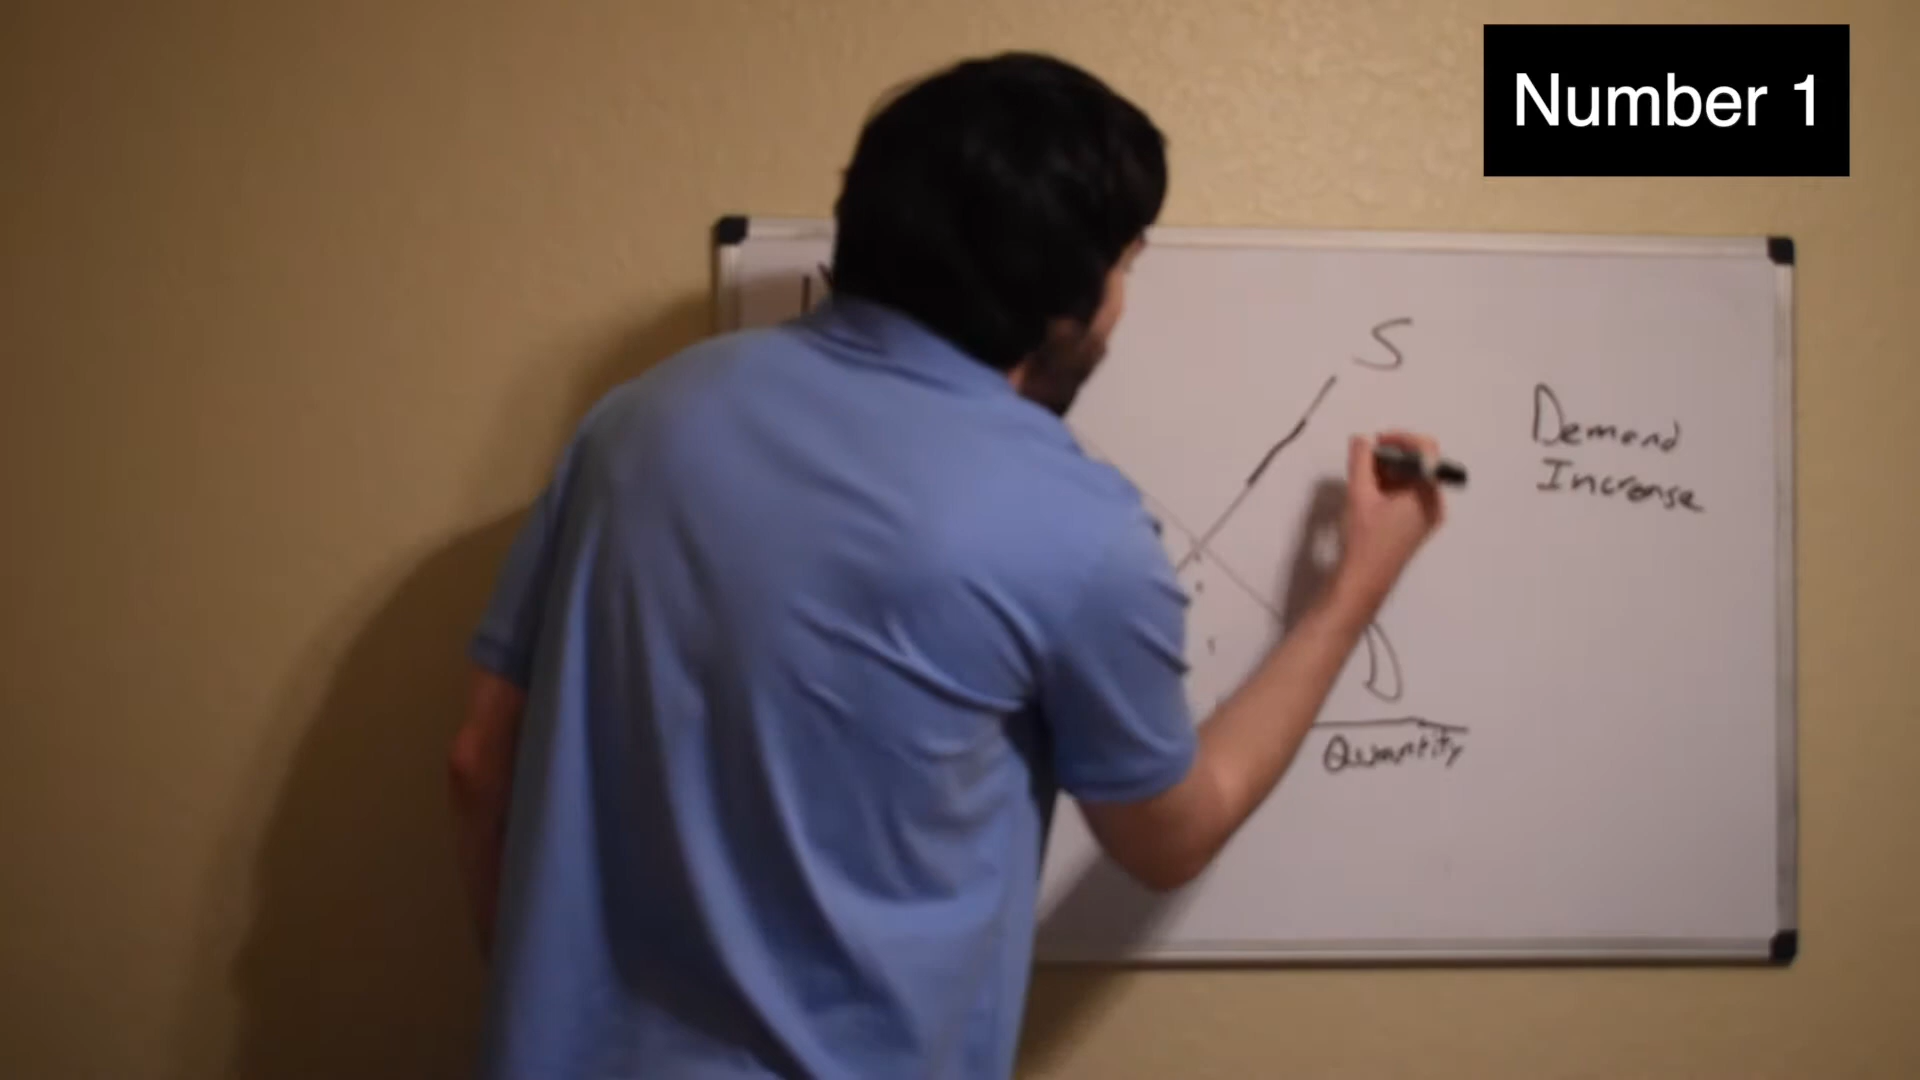 Number 1
S
Demand
Increase
D
Quantity